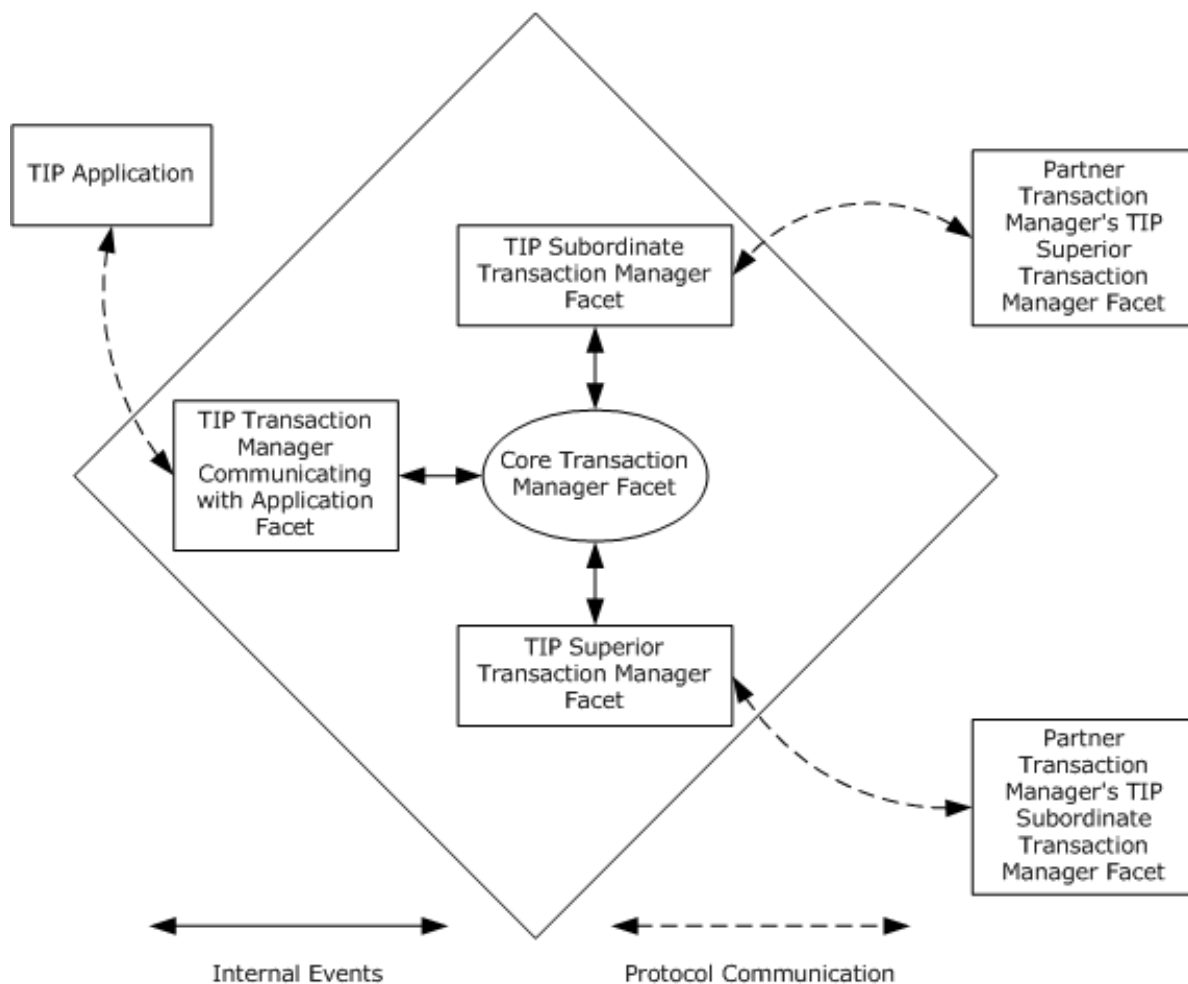 TIP Application
Partner
Transaction
Manager's TIP
Superior
Transaction
Manager Facet
TIP Subordinate
Transaction Manager
Facet
TIP Transaction
Manager
Communicating
with Application
Facet
Core Transaction
Manager Facet
TIP Superior
Transaction Manager
Facet
Partner
Transaction
Manager's TIP
Subordinate
Transaction
Manager Facet
Internal Events
Protocol Communication